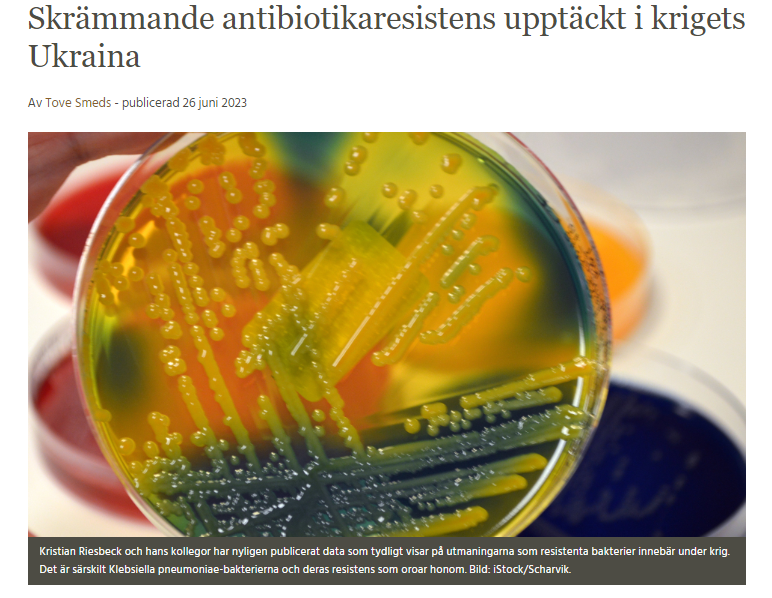 Skrämmande antibiotikaresistens upptäckt i krigets
Ukraina
Av Tove Smeds - publicerad 26 juni 2023
Kristian Riesbeck och hans kollegor har nyligen publicerat data som tydligt visar på utmaningarna som resistenta bakterier innebär under krig.
Det är särskilt Klebsiella pneumoniae-bakterierna och deras resistens som oroar honom. Bild: iStock/Scharvik.